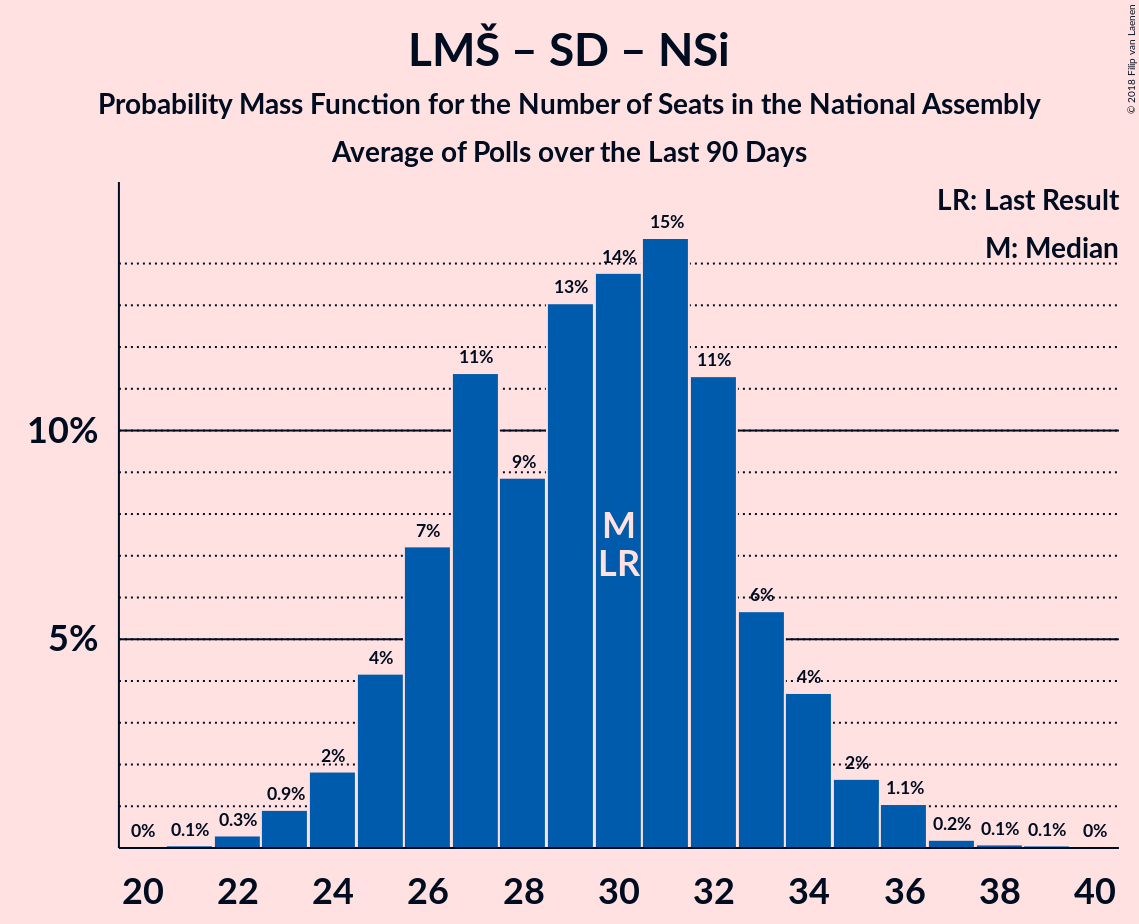 LMŠ – SD – NSi
Probability Mass Function for the Number of Seats in the National Assembly
Average of Polls over the Last 90 Days
© 2018 Filip van Laenen
LR: Last Result
M: Median
10%
5%
0%
0.1%
0.3%
0.9%
2%
4%
7%
11%
9%
13%
14%
15%
11%
6%
4%
2%
1.1%
0.2%
0.1%
0.1%
0%
M
LR
20 22 24 26 28 30 32 34 36 38 40